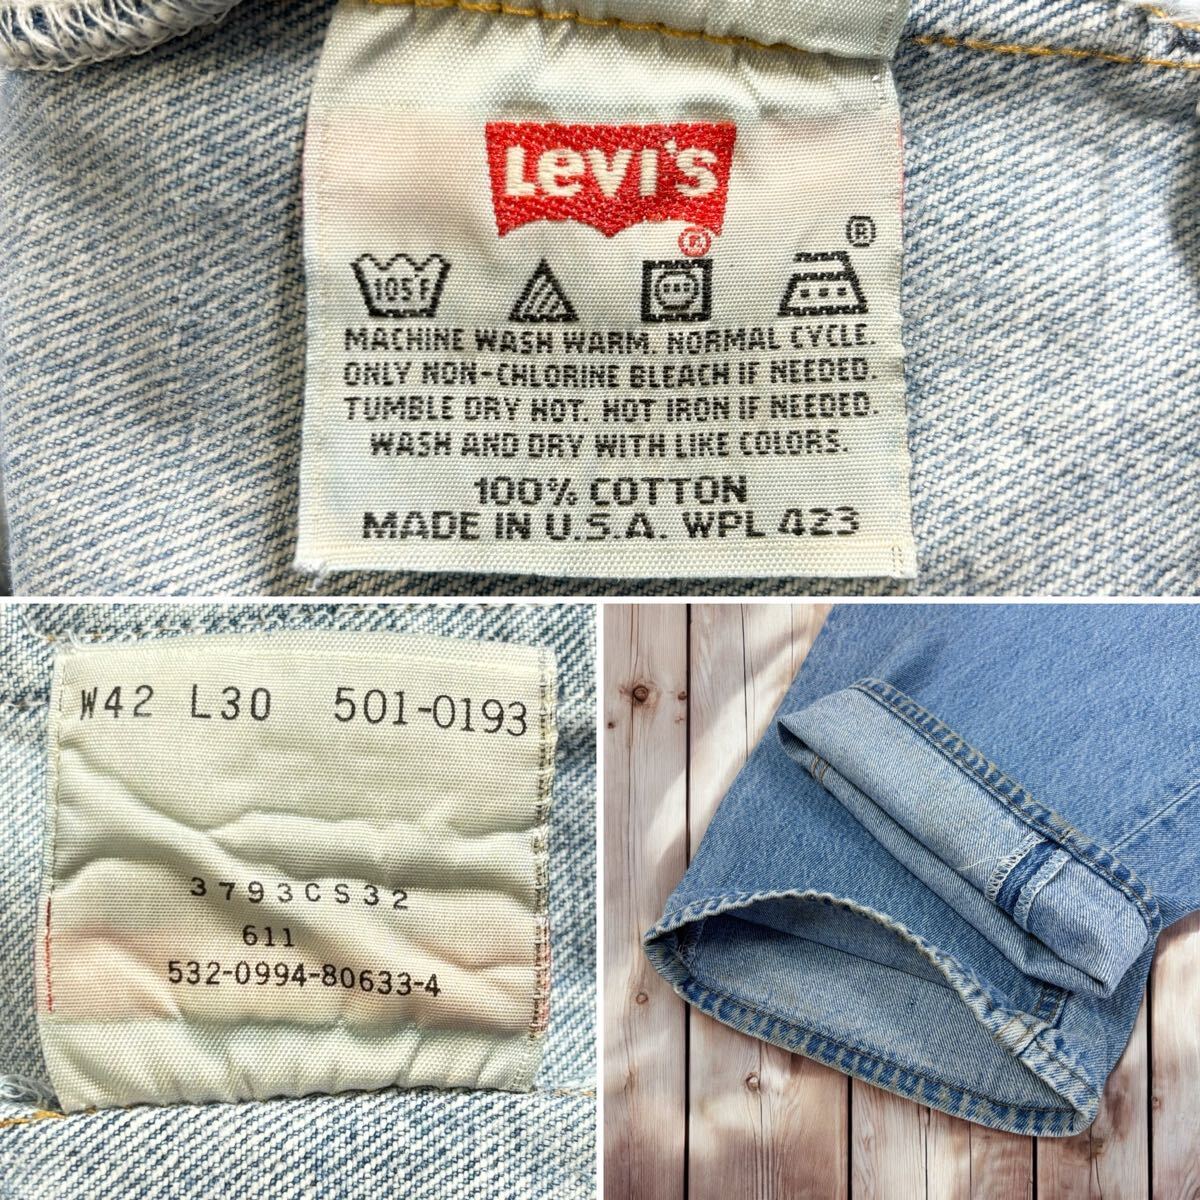 Levi's
®
®
105F
MACHINE WASH WARM. NORMAL CYCLE.
ONLY NON-CHLORINE BLEACH IF NEEDED.
TUMBLE DRY HOT. HOT IRON IF NEEDED.
WASH AND DRY WITH LIKE COLORS.
100% COTTON
MADE IN U.S.A. WPL 423
W42 L30 501-0193
3793CS32
611
532-0994-80633-4